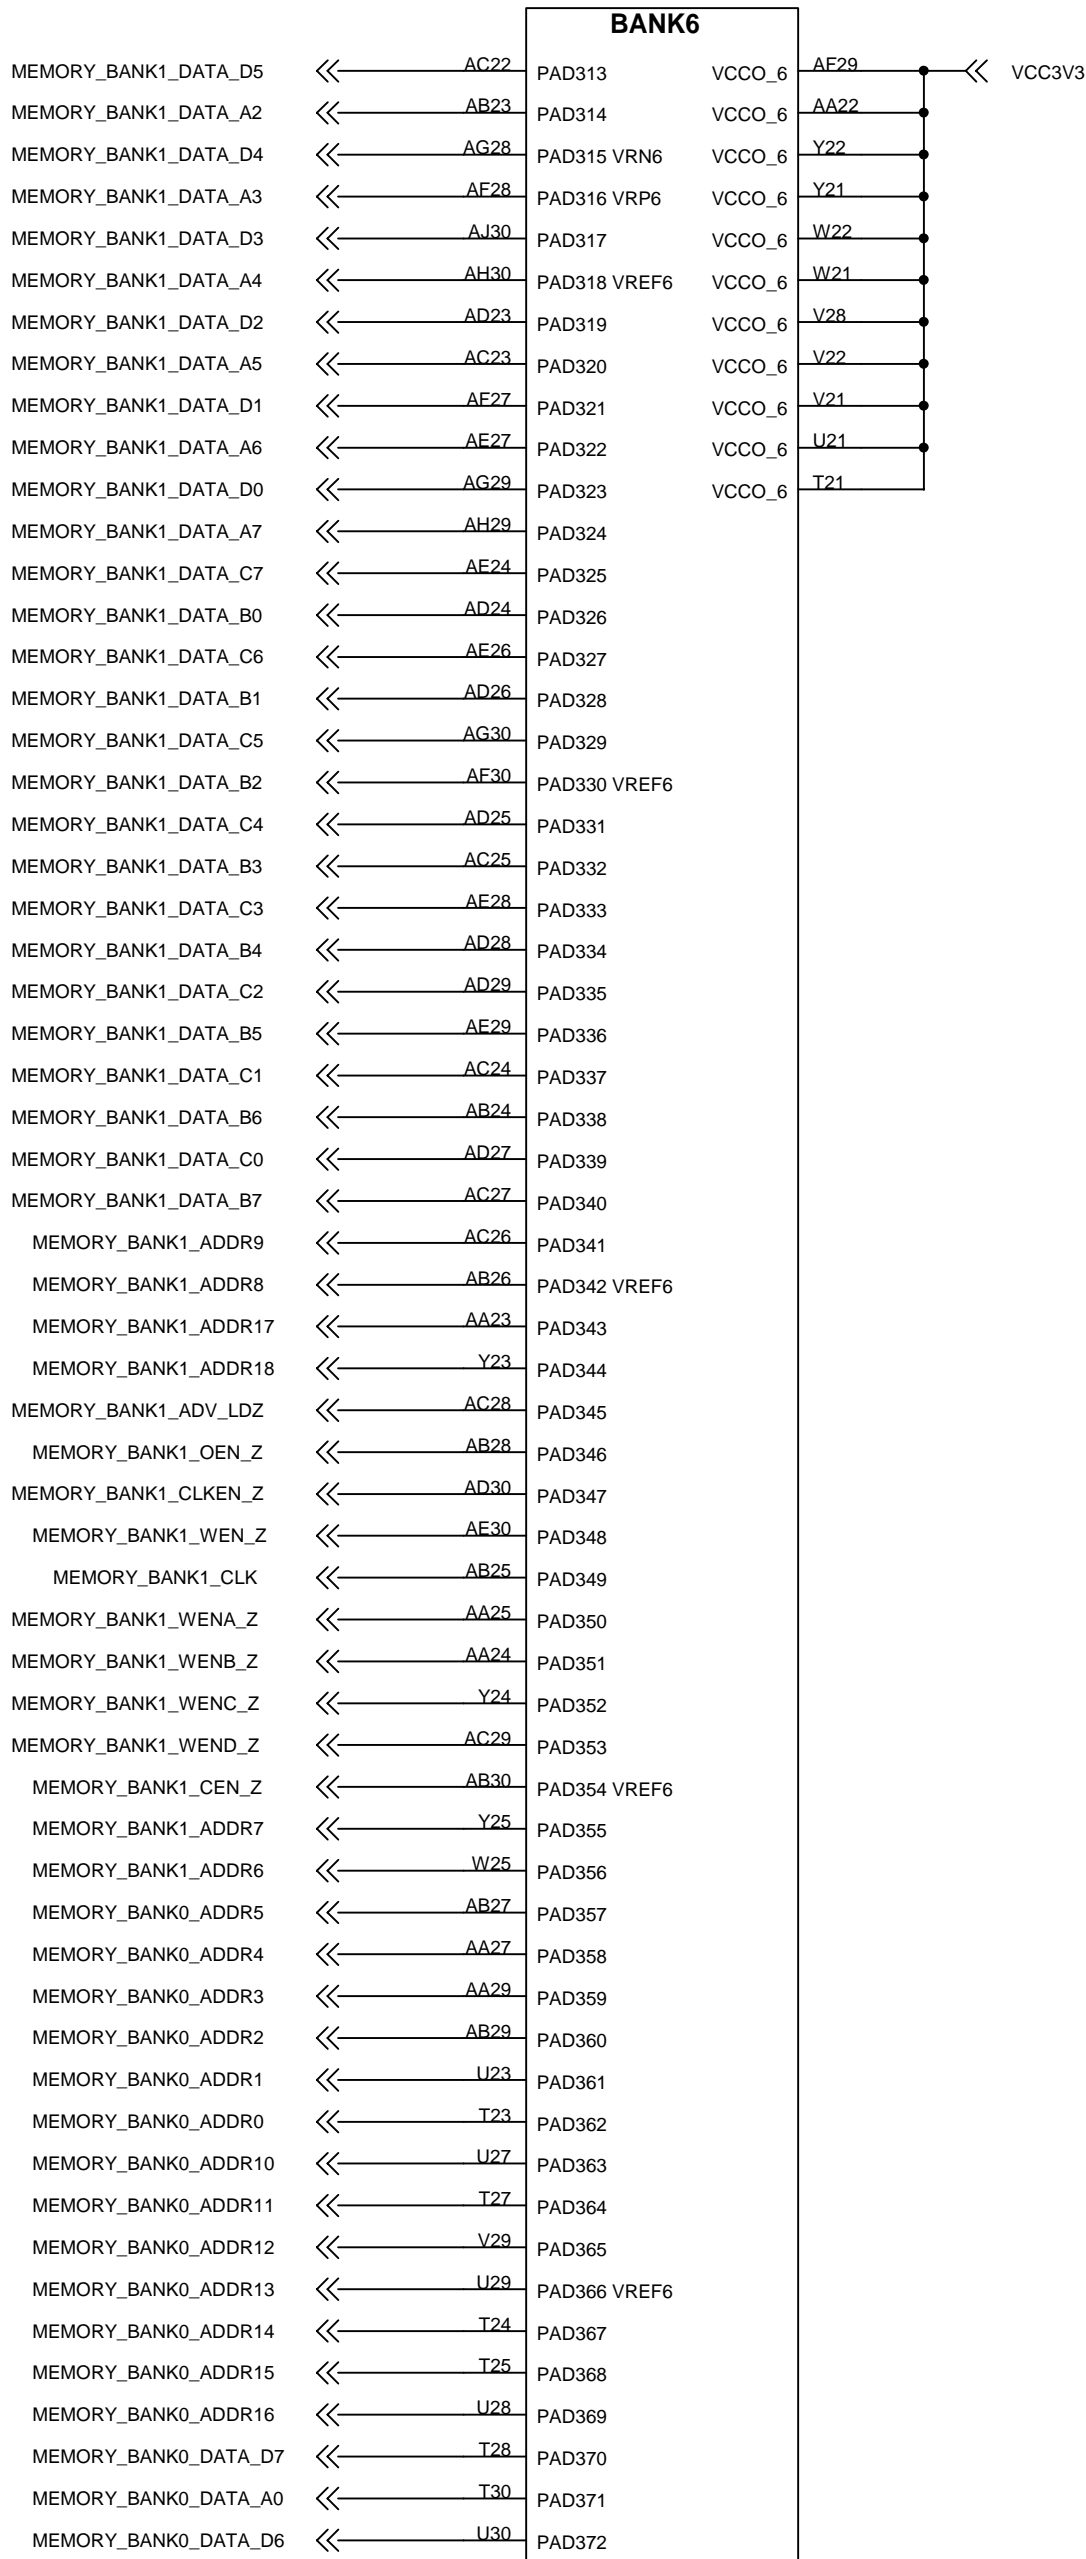 BANK6
MEMORY_BANK1_DATA_D5 AC22 PAD313 VCCO_6 AF29 VCC3V3
MEMORY_BANK1_DATA_A2 AB23 PAD314 VCCO_6 AA22
MEMORY_BANK1_DATA_D4 AG28 PAD315 VRN6 VCCO_6 Y22
MEMORY_BANK1_DATA_A3 AF28 PAD316 VRP6 VCCO_6 Y21
MEMORY_BANK1_DATA_D3 AJ30 PAD317 VCCO_6 W22
MEMORY_BANK1_DATA_A4 AH30 PAD318 VREF6 VCCO_6 W21
MEMORY_BANK1_DATA_D2 AD23 PAD319 VCCO_6 V28
MEMORY_BANK1_DATA_A5 AC23 PAD320 VCCO_6 V22
MEMORY_BANK1_DATA_D1 AF27 PAD321 VCCO_6 V21
MEMORY_BANK1_DATA_A6 AE27 PAD322 VCCO_6 U21
MEMORY_BANK1_DATA_D0 AG29 PAD323 VCCO_6 T21
MEMORY_BANK1_DATA_A7 AH29 PAD324
MEMORY_BANK1_DATA_C7 AE24 PAD325
MEMORY_BANK1_DATA_B0 AD24 PAD326
MEMORY_BANK1_DATA_C6 AE26 PAD327
MEMORY_BANK1_DATA_B1 AD26 PAD328
MEMORY_BANK1_DATA_C5 AG30 PAD329
MEMORY_BANK1_DATA_B2 AF30 PAD330 VREF6
MEMORY_BANK1_DATA_C4 AD25 PAD331
MEMORY_BANK1_DATA_B3 AC25 PAD332
MEMORY_BANK1_DATA_C3 AE28 PAD333
MEMORY_BANK1_DATA_B4 AD28 PAD334
MEMORY_BANK1_DATA_C2 AD29 PAD335
MEMORY_BANK1_DATA_B5 AE29 PAD336
MEMORY_BANK1_DATA_C1 AC24 PAD337
MEMORY_BANK1_DATA_B6 AB24 PAD338
MEMORY_BANK1_DATA_C0 AD27 PAD339
MEMORY_BANK1_DATA_B7 AC27 PAD340
MEMORY_BANK1_ADDR9 AC26 PAD341
MEMORY_BANK1_ADDR8 AB26 PAD342 VREF6
MEMORY_BANK1_ADDR17 AA23 PAD343
MEMORY_BANK1_ADDR18 Y23 PAD344
MEMORY_BANK1_ADV_LDZ AC28 PAD345
MEMORY_BANK1_OEN_Z AB28 PAD346
MEMORY_BANK1_CLKEN_Z AD30 PAD347
MEMORY_BANK1_WEN_Z AE30 PAD348
MEMORY_BANK1_CLK AB25 PAD349
MEMORY_BANK1_WENA_Z AA25 PAD350
MEMORY_BANK1_WENB_Z AA24 PAD351
MEMORY_BANK1_WENC_Z Y24 PAD352
MEMORY_BANK1_WEND_Z AC29 PAD353
MEMORY_BANK1_CEN_Z AB30 PAD354 VREF6
MEMORY_BANK1_ADDR7 Y25 PAD355
MEMORY_BANK1_ADDR6 W25 PAD356
MEMORY_BANK0_ADDR5 AB27 PAD357
MEMORY_BANK0_ADDR4 AA27 PAD358
MEMORY_BANK0_ADDR3 AA29 PAD359
MEMORY_BANK0_ADDR2 AB29 PAD360
MEMORY_BANK0_ADDR1 U23 PAD361
MEMORY_BANK0_ADDR0 T23 PAD362
MEMORY_BANK0_ADDR10 U27 PAD363
MEMORY_BANK0_ADDR11 T27 PAD364
MEMORY_BANK0_ADDR12 V29 PAD365
MEMORY_BANK0_ADDR13 U29 PAD366 VREF6
MEMORY_BANK0_ADDR14 T24 PAD367
MEMORY_BANK0_ADDR15 T25 PAD368
MEMORY_BANK0_ADDR16 U28 PAD369
MEMORY_BANK0_DATA_D7 T28 PAD370
MEMORY_BANK0_DATA_A0 T30 PAD371
MEMORY_BANK0_DATA_D6 U30 PAD372